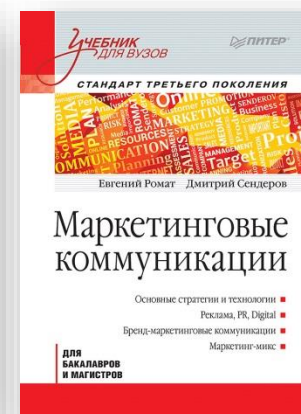 УЧЕБНИК
ДЛЯ ВУЗОВ
ПИТЕР®
СТАНДАРТ ТРЕТЬЕГО ПОКОЛЕНИЯ
Евгений Ромат Дмитрий Сендеров
Маркетинговые
коммуникации
Основные стратегии и технологии
Реклама, PR, Digital
Бренд-маркетинговые коммуникации
Маркетинг-микс
ДЛЯ
БАКАЛАВРОВ
И МАГИСТРОВ